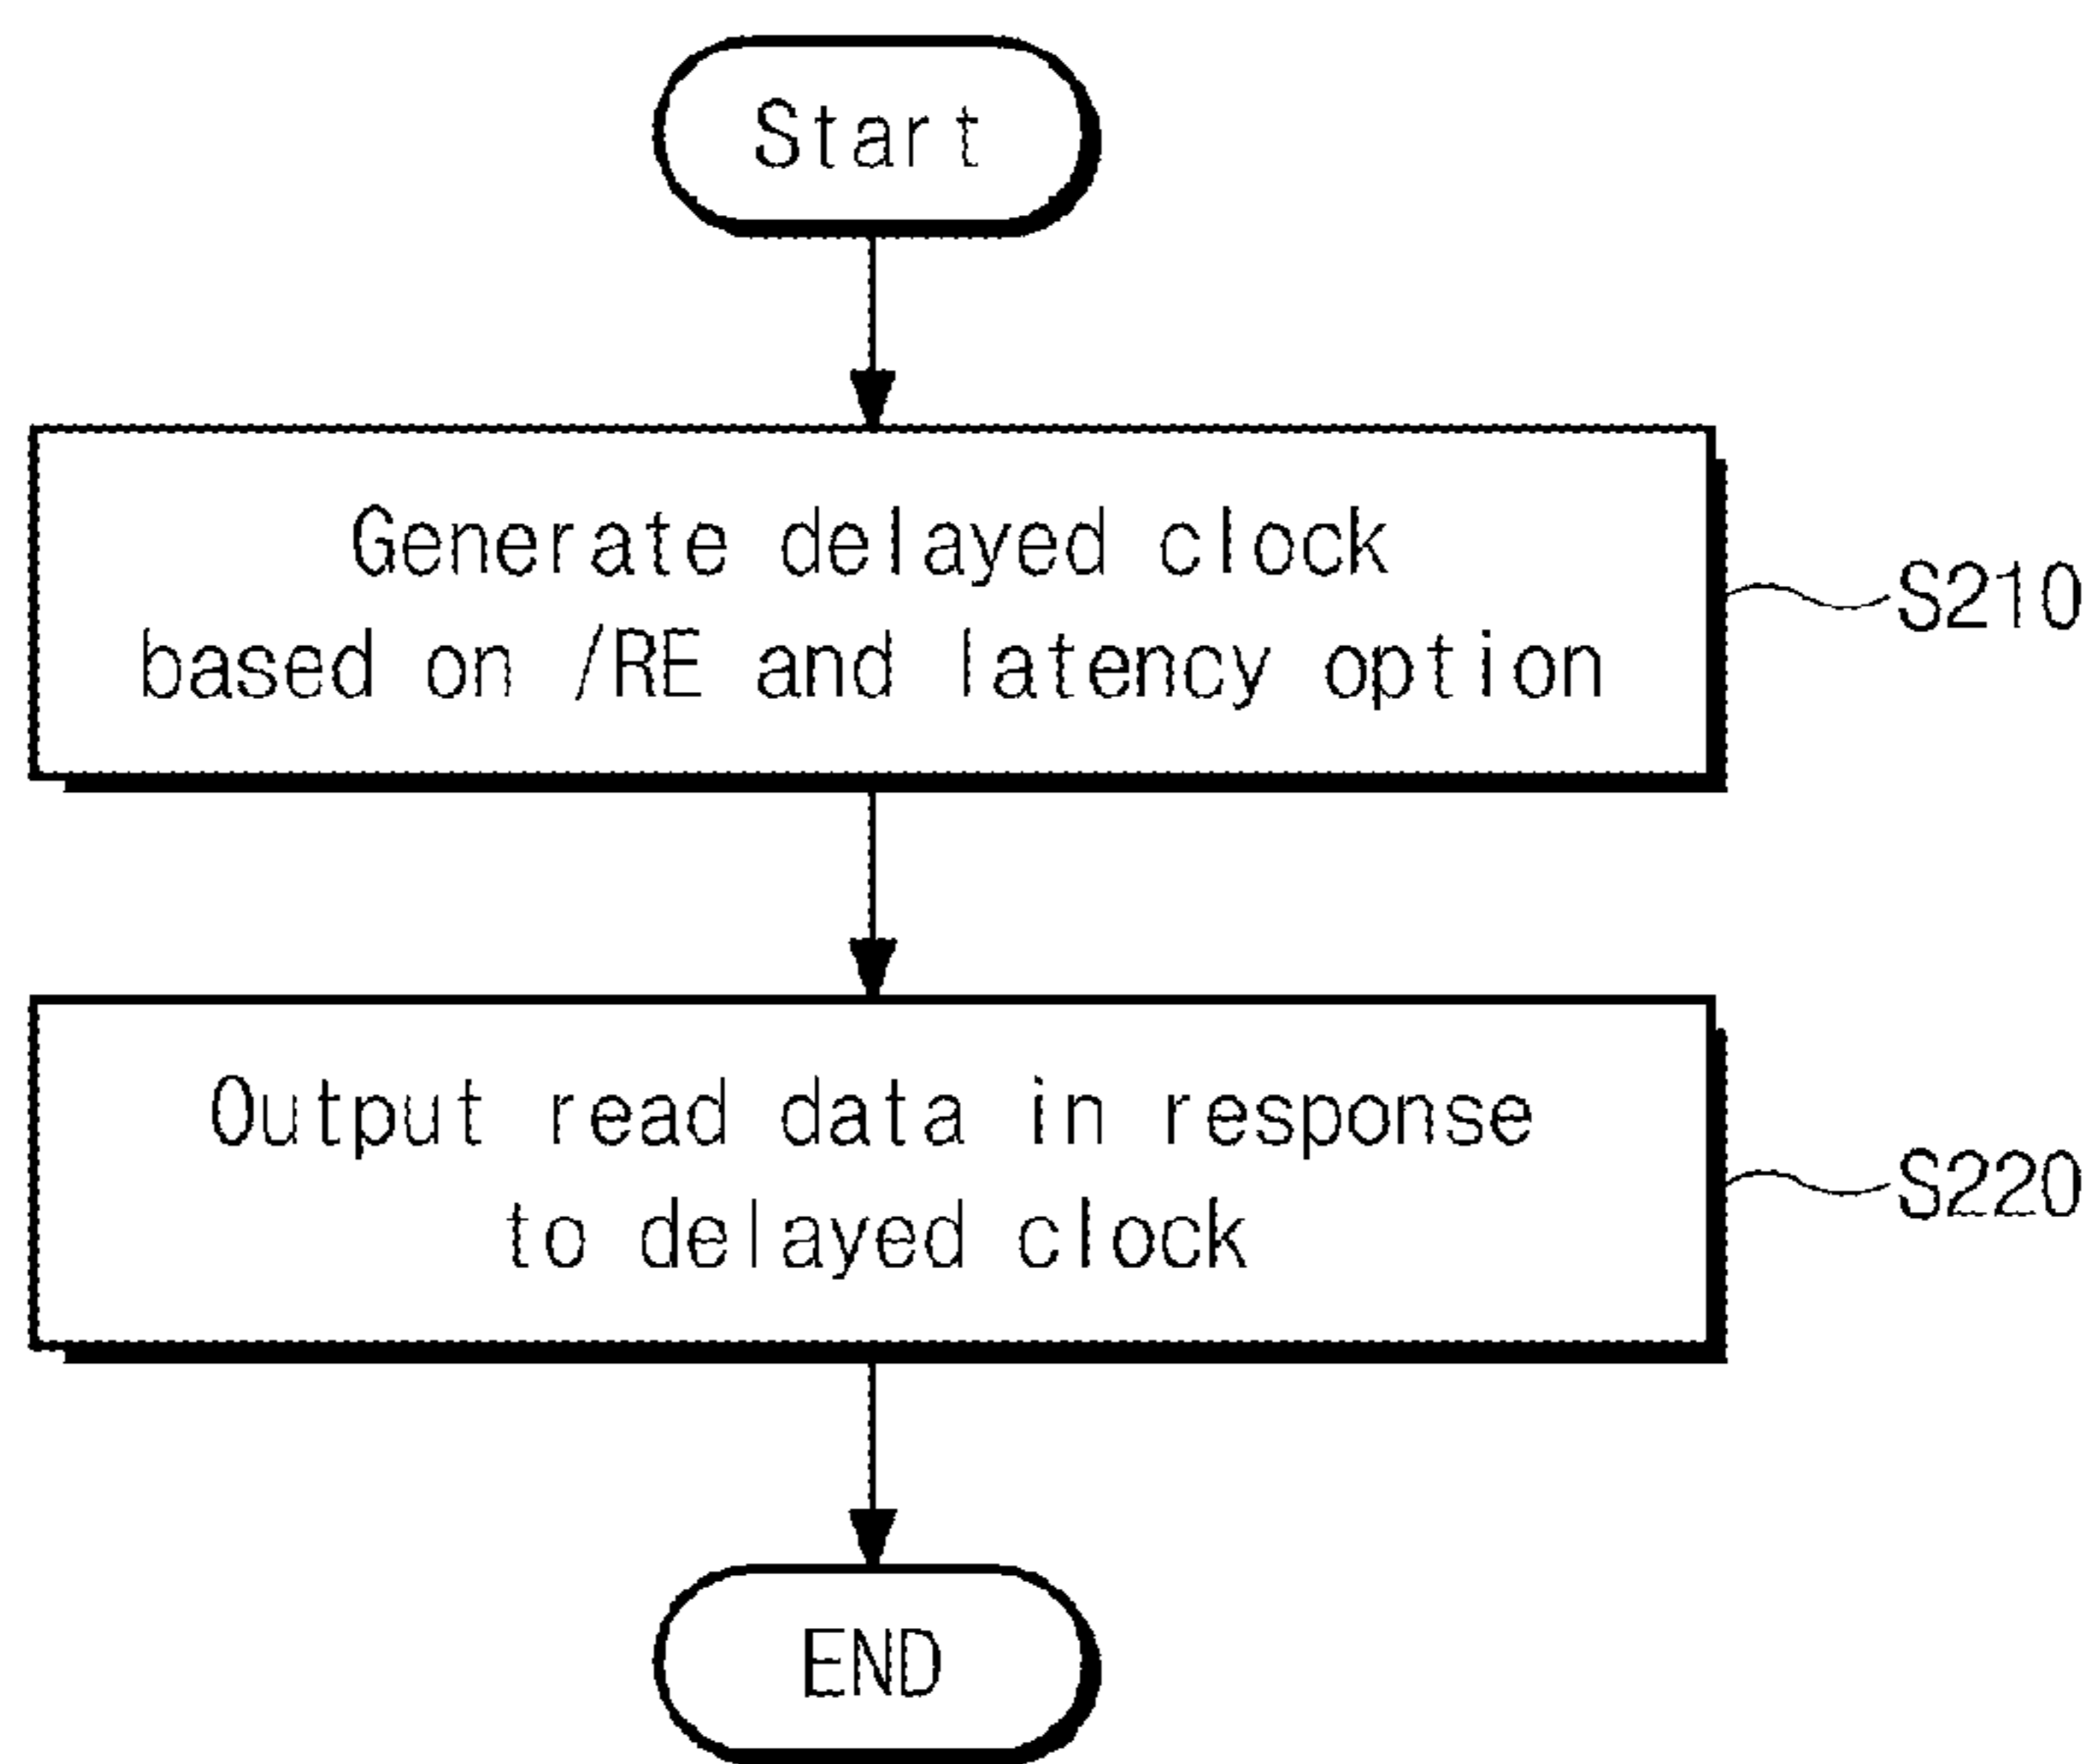 Start
Generate delayed clock
based on /RE and latency option
S210
Output read data in response
to delayed clock
S220
END